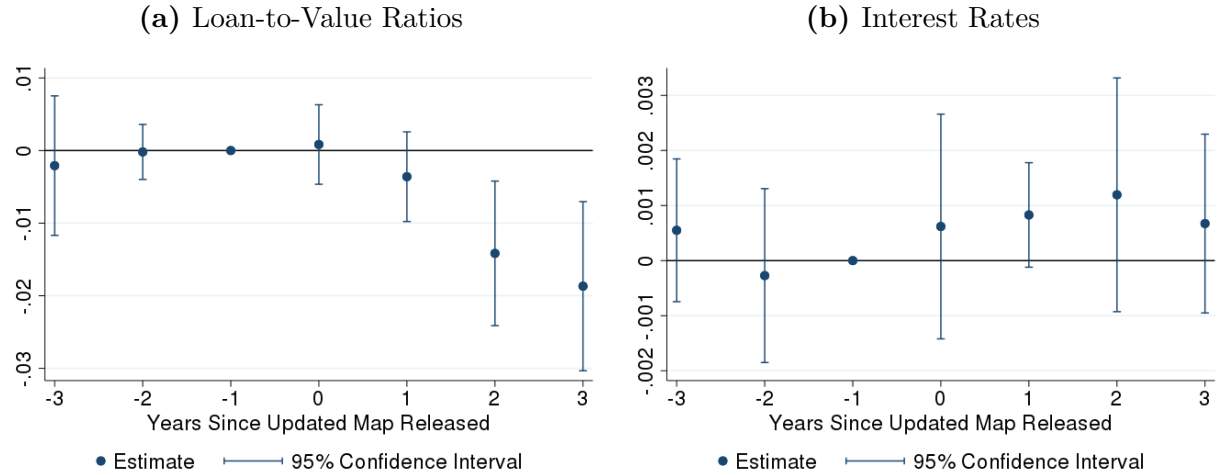 (a) Loan-to-Value Ratios
.01
0
-.01
-.02
-.03
-3 -2 -1 0 1 2 3
Years Since Updated Map Released
Estimate 95% Confidence Interval
(b) Interest Rates
.003
.002
.001
0
-.001
-.002
-3 -2 -1 0 1 2 3
Years Since Updated Map Released
Estimate 95% Confidence Interval